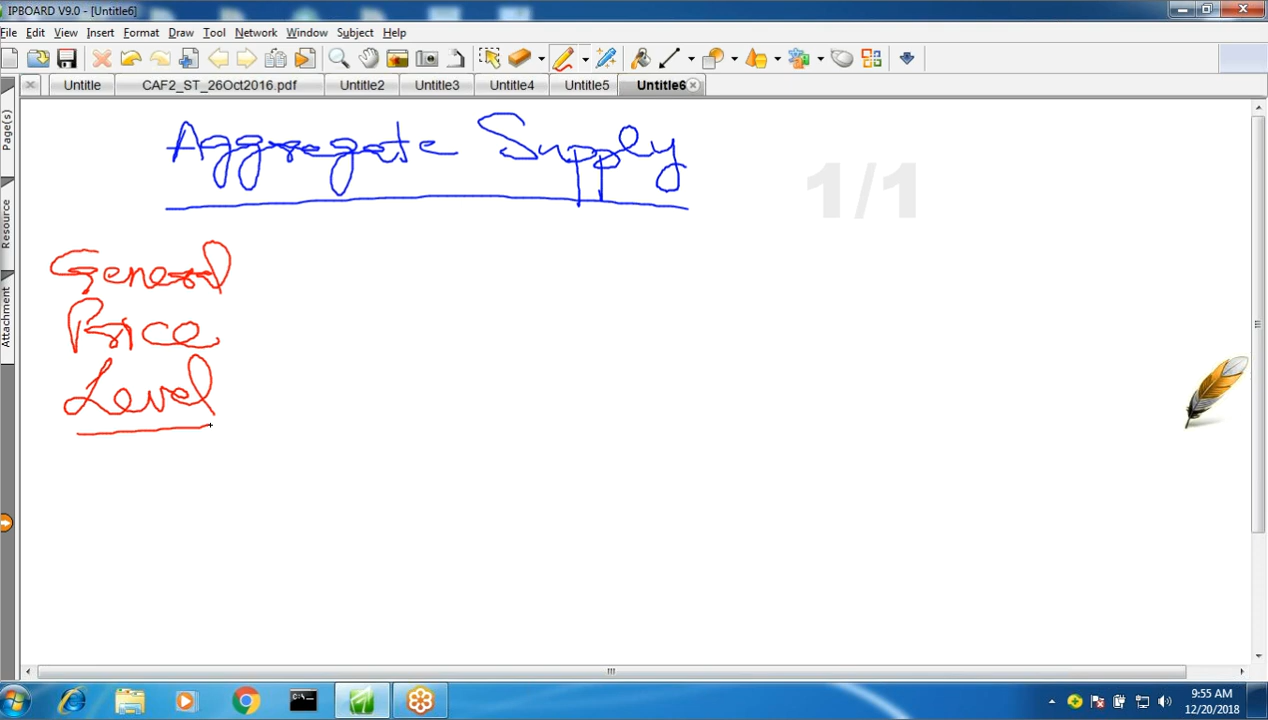 IPBOARD V9.0 - [Untitle6]
File Edit View Insert Format Draw Tool Network Window Subject Help
Untitle CAF2_ST_26Oct2016.pdf Untitle2 Untitle3 Untitle4 Untitle5 Untitle6
Page(s)
Resource
Attachment
Aggregate Supply
1/1
General
Price
Level
9:55 AM
12/20/2018